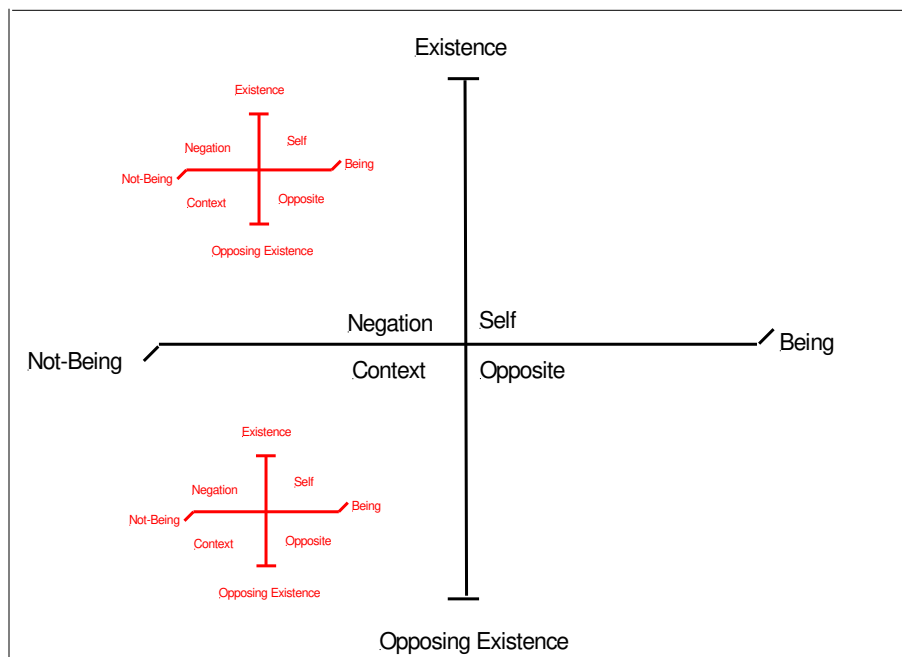 Existence
Existence
Negation
Self
Not-Being
Being
Context
Opposite
Opposing Existence
Negation
Self
Not-Being
Being
Context
Opposite
Existence
Negation
Self
Not-Being
Being
Context
Opposite
Opposing Existence
Opposing Existence